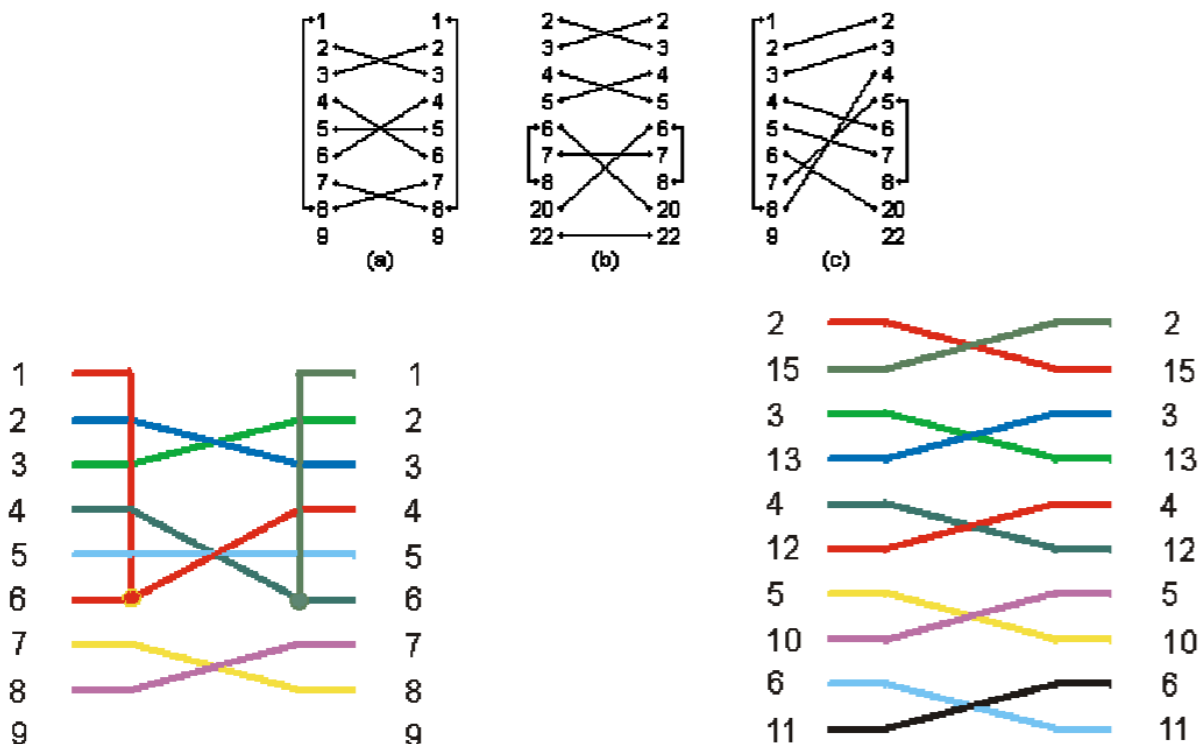 1 1 2 2 1 2
2 2 3 3 2 3
3 3 4 4 3 4
4 4 5 5 4 5
5 5 6 6 5 6
6 6 7 7 6 7
7 7 8 8 7 8
8 8 20 20 8 20
9 9 22 22 9 22
(a) (b) (c)
1 1
2 2
3 3
4 4
5 5
6 6
7 7
8 8
9 9
2 2
15 15
3 3
13 13
4 4
12 12
5 5
10 10
6 6
11 11